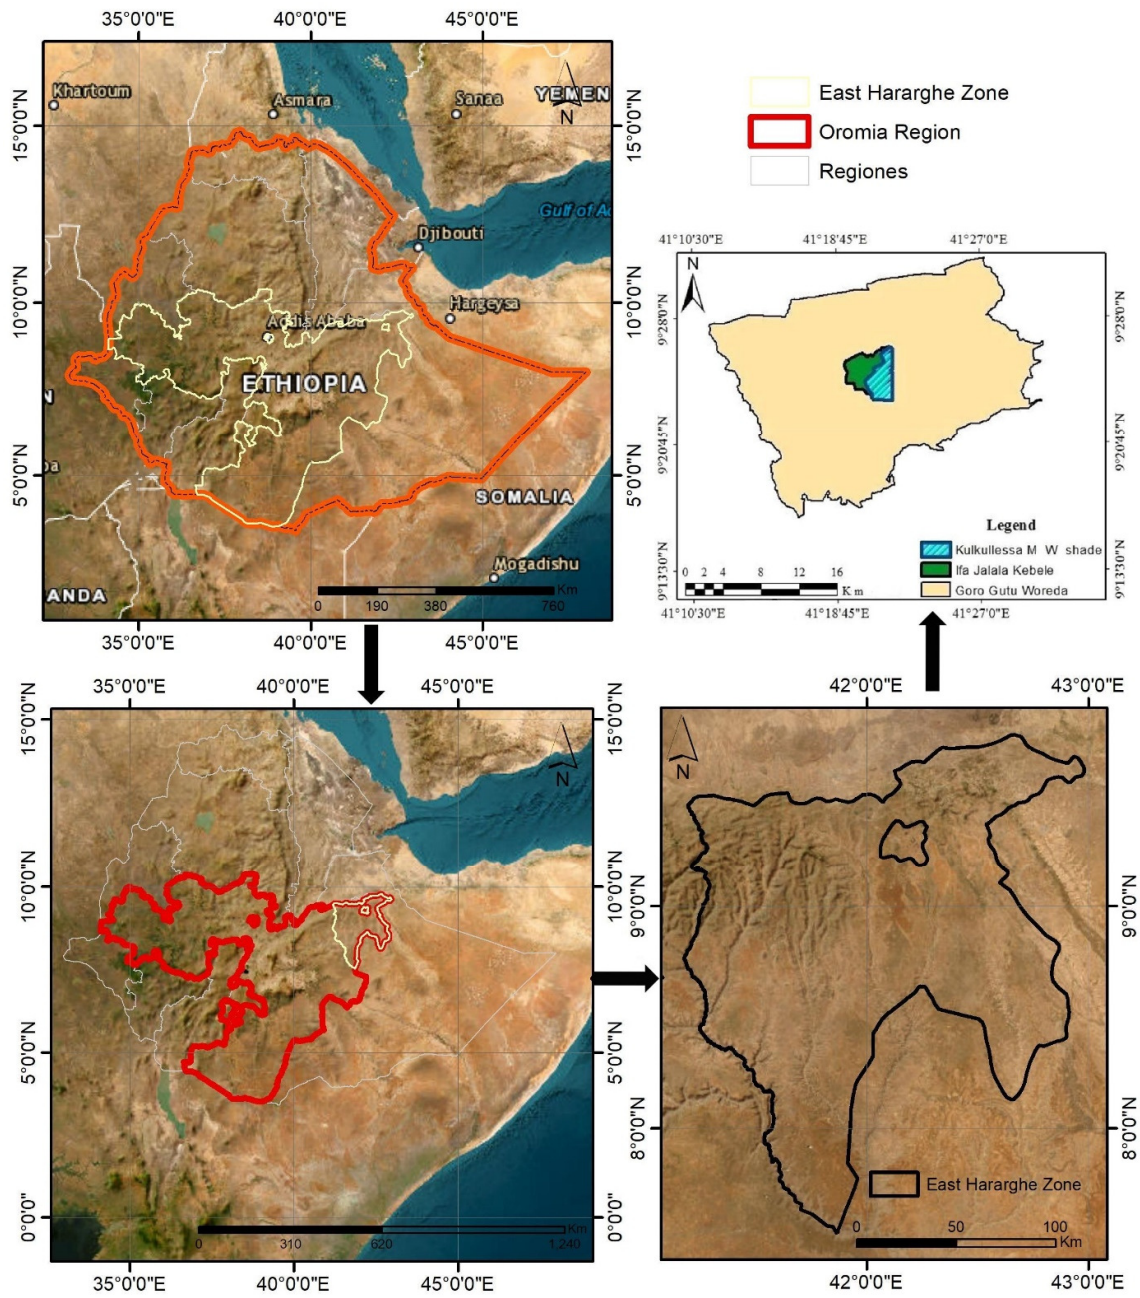 35°0'0"E 40°0'0"E 45°0'0"E
15°0'0"N
10°0'0"N
5°0'0"N
Khartoum
Asmara
Sanaa
YEMEN
N
Gulf of Ad
Djibouti
Hargeysa
Addis Ababa
ETHIOPIA
N
ba
SOMALIA
Mogadishu
ANDA
Km
0 190 380 760
15°0'0"N
10°0'0"N
5°0'0"N
35°0'0"E 40°0'0"E 45°0'0"E
East Hararghe Zone
Oromia Region
Regiones
41°10'30"E 41°18'45"E 41°27'0"E
N
9°28'0"N
9°20'45"N
9°13'30"N
9°28'0"N
9°20'45"N
9°13'30"N
Legend
Kulkullessa M W shade
Ifa Jalala Kebele
Goro Gutu Woreda
0 2 4 8 12 16
K m
41°10'30"E 41°18'45"E 41°27'0"E
35°0'0"E 40°0'0"E 45°0'0"E
15°0'0"N
10°0'0"N
5°0'0"N
0°0'0"N
N
Km
0 310 620 1,240
15°0'0"N
10°0'0"N
5°0'0"N
0°0'0"N
35°0'0"E 40°0'0"E 45°0'0"E
42°0'0"E 43°0'0"E
N
9°0'0"N
8°0'0"N
9°0'0"N
8°0'0"N
East Hararghe Zone
0 50 100
Km
42°0'0"E 43°0'0"E